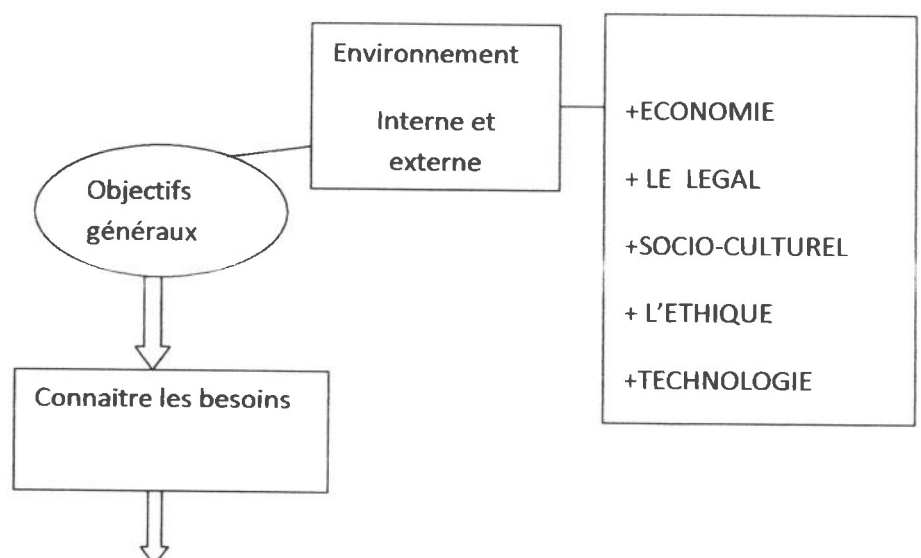 Environnement
Interne et
externe
+ECONOMIE
+ LE LEGAL
+SOCIO-CULTUREL
+ L'ETHIQUE
+TECHNOLOGIE
Objectifs
généraux
Connaitre les besoins